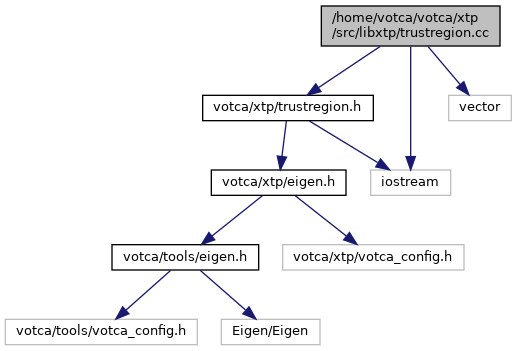 /home/votca/votca/xtp
/src/libxtp/trustregion.cc
votca/xtp/trustregion.h
vector
votca/xtp/eigen.h
iostream
votca/tools/eigen.h
votca/xtp/votca_config.h
votca/tools/votca_config.h
Eigen/Eigen